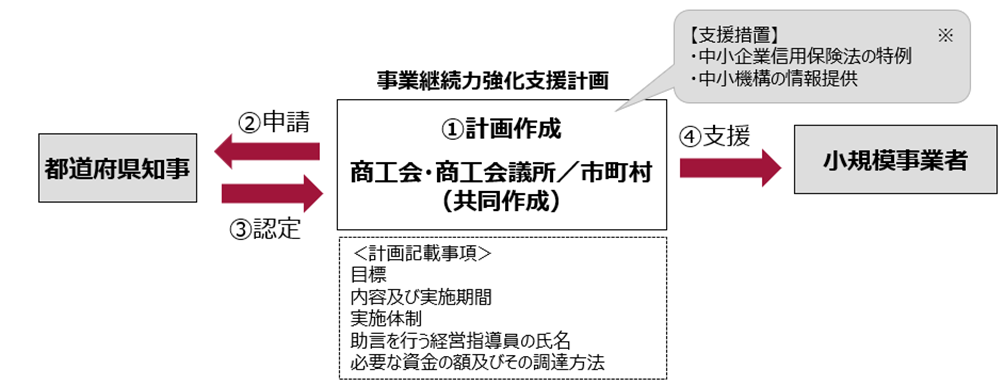 【支援措置】 ※
・中小企業信用保険法の特例
・中小機構の情報提供
事業継続力強化支援計画
②申請
①計画作成
④支援
都道府県知事
商工会・商工会議所／市町村
（共同作成）
小規模事業者
③認定
＜計画記載事項＞
目標
内容及び実施期間
実施体制
助言を行う経営指導員の氏名
必要な資金の額及びその調達方法